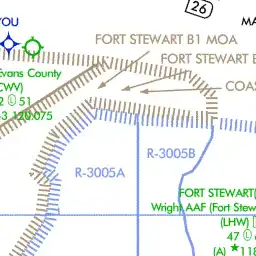 26
YOU
MA
FORT STEWART B1 MOA
FORT STEWART B
Evans County
CWV)
2 51
3 120.075
COAS
R-3005A
R-3005B
FORT STEWART(
Wright AAF (Fort Stew
(LHW) [
47
(A) ★118